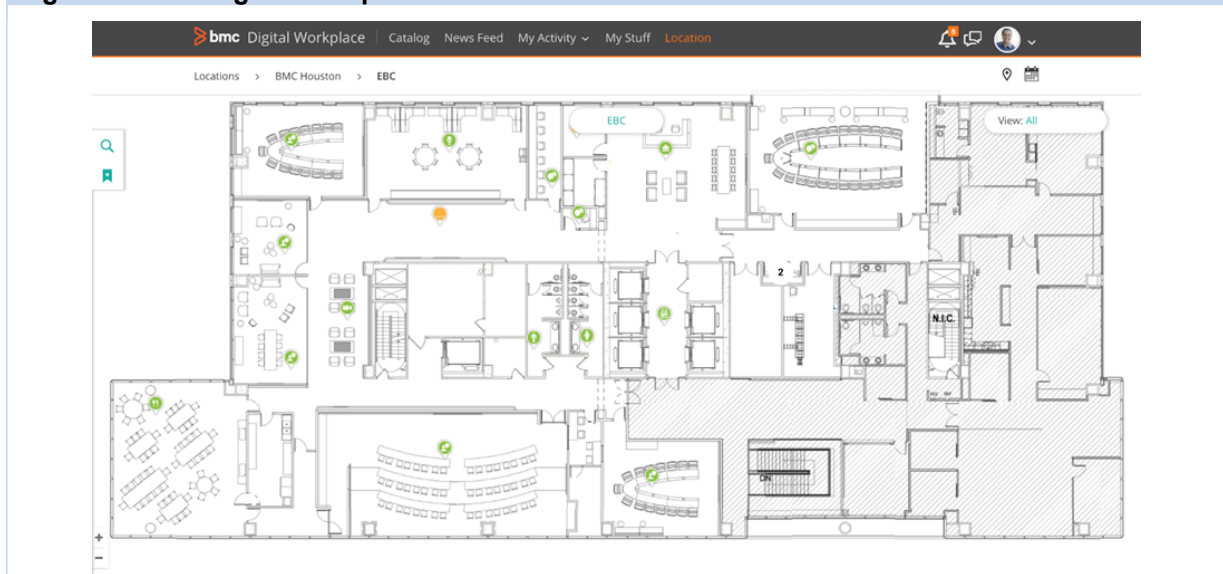 bmc Digital Workplace Catalog News Feed My Activity My Stuff Location
8
Locations > BMC Houston > EBC
EBC
View: All
2
N.I.C.
DN
+
−